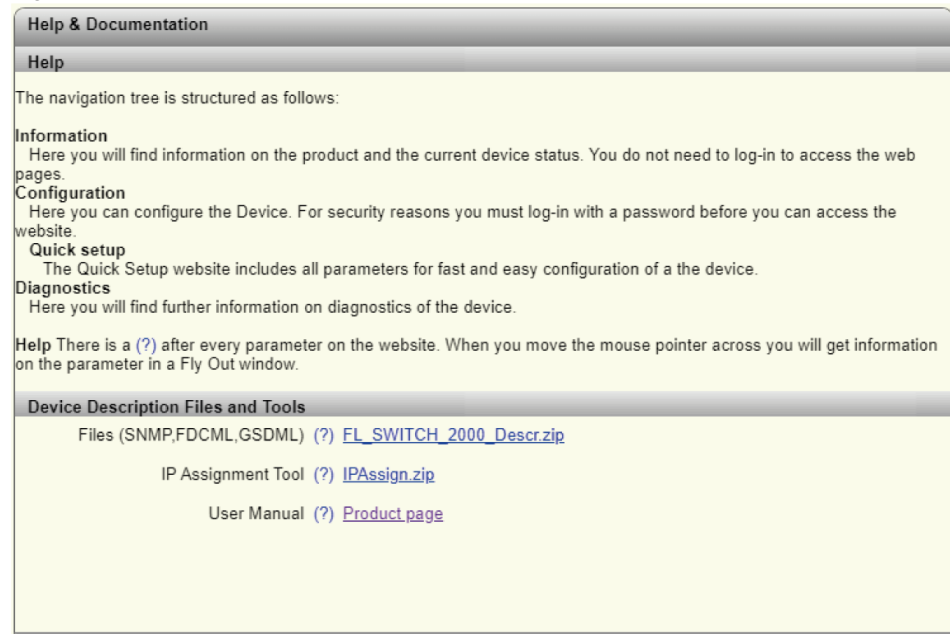 Help & Documentation
Help
The navigation tree is structured as follows:
Information
Here you will find information on the product and the current device status. You do not need to log-in to access the web
pages.
Configuration
Here you can configure the Device. For security reasons you must log-in with a password before you can access the
website.
Quick setup
The Quick Setup website includes all parameters for fast and easy configuration of a the device.
Diagnostics
Here you will find further information on diagnostics of the device.
Help There is a (?) after every parameter on the website. When you move the mouse pointer across you will get information
on the parameter in a Fly Out window.
Device Description Files and Tools
Files (SNMP,FDCML,GSDML) (?) FL_SWITCH_2000_Descr.zip
IP Assignment Tool (?) IPAssign.zip
User Manual (?) Product page